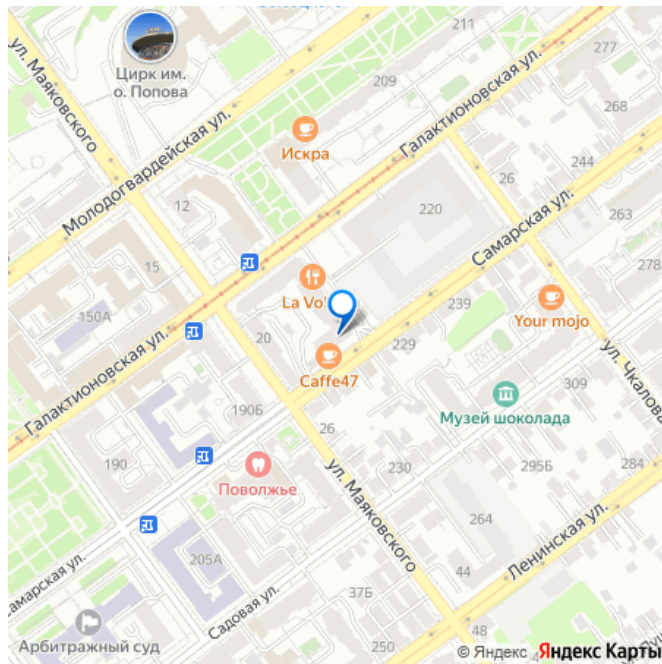 211
277
Цирк им.
о. Попова
209
268
ул. Маяковского
Галактионовская ул.
Искра
Молодогвардейская ул.
26
244
12
220
263
Самарская ул.
15
278
La Vo
150А
239
Your mojo
20
229
Caffe47
ул. Чкалова
309
Галактионовская ул.
190Б
Музей шоколада
26
190
230
295Б
284
Поволжье
ул. Маяковского
264
Ленинская ул.
205А
44
Самарская ул.
37Б
Садовая ул.
48
Арбитражный суд
250
© Яндекс Яндекс Карты